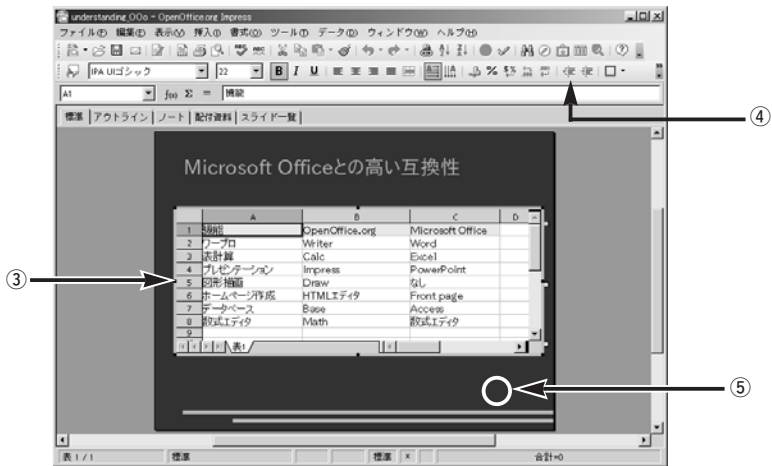 understanding_OOo - OpenOffice.org Impress
ファイル(F) 編集(E) 表示(V) 挿入(I) 書式(O) ツール(T) データ(D) ウィンドウ(W) ヘルプ(H)
IPA UIゴシック 22 B I U
A1 f(x) Σ = 機能
標準 アウトライン ノート 配付資料 スライド一覧
④
Microsoft Officeとの高い互換性
A B C D
1 機能 OpenOffice.org Microsoft Office
2 ワープロ Writer Word
3 表計算 Calc Excel
4 プレゼンテーション Impress PowerPoint
③
5 図形描画 Draw なし
6 ホームページ作成 HTMLエディタ Front page
7 データベース Base Access
8 数式エディタ Math 数式エディタ
9
表1
⑤
表 1 / 1 標準 標準 * 合計=0